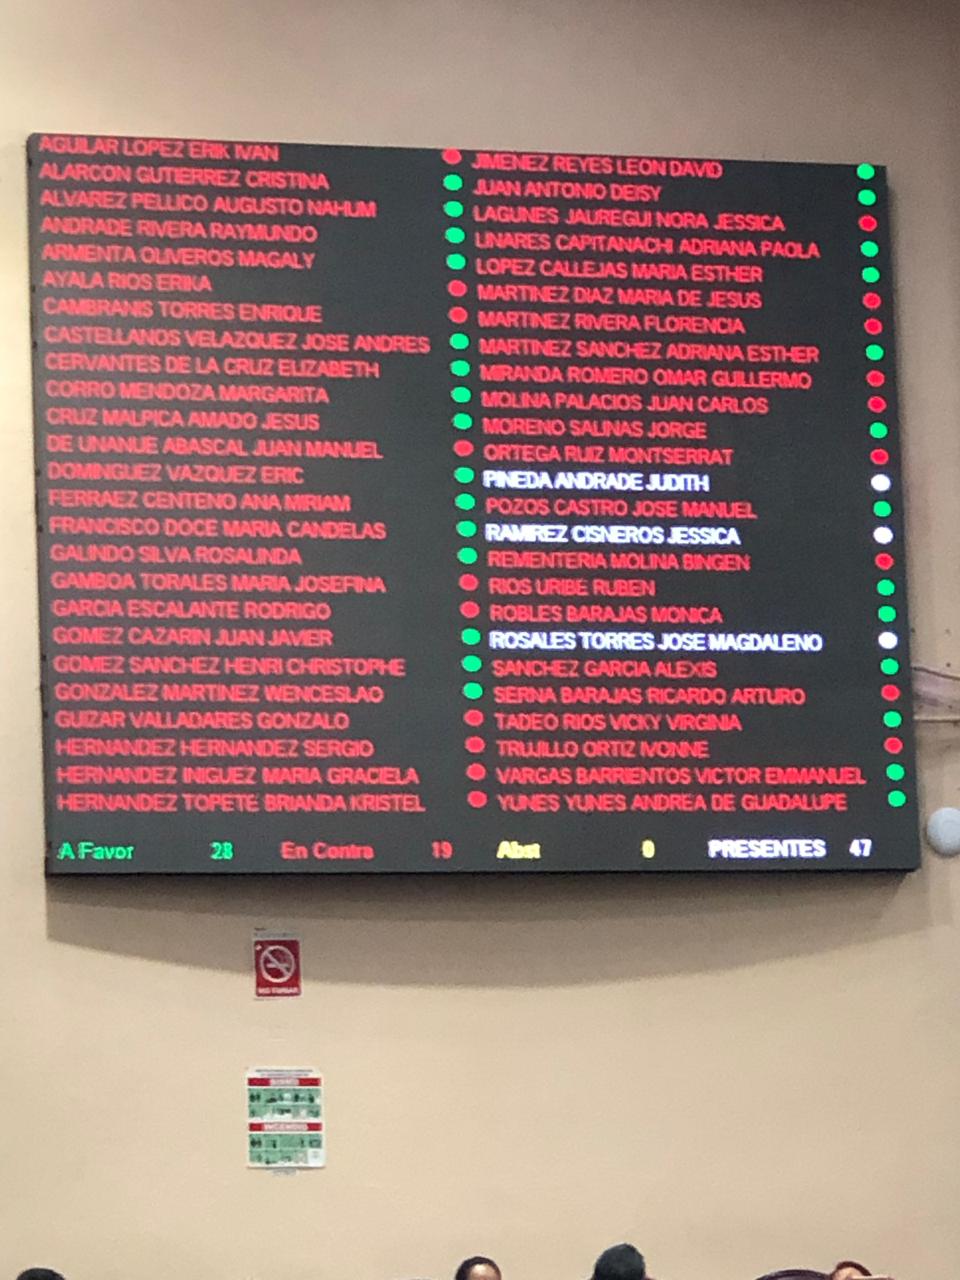 AGUILAR LOPEZ ERIK IVAN
ALARCON GUTIERREZ CRISTINA
ALVAREZ PELLICO AUGUSTO NAHUM
ANDRADE RIVERA RAYMUNDO
ARMENTA OLIVEROS MAGALY
AYALA RIOS ERIKA
CAMBRANIS TORRES ENRIQUE
CASTELLANOS VELAZQUEZ JOSE ANDRES
CERVANTES DE LA CRUZ ELIZABETH
CORRO MENDOZA MARGARITA
CRUZ MALPICA AMADO JESUS
DE UNANUE ABASCAL JUAN MANUEL
DOMINGUEZ VAZQUEZ ERIC
FERRAEZ CENTENO ANA MIRIAM
FRANCISCO DOCE MARIA CANDELAS
GALINDO SILVA ROSALINDA
GAMBOA TORALES MARIA JOSEFINA
GARCIA ESCALANTE RODRIGO
GOMEZ CAZARIN JUAN JAVIER
GOMEZ SANCHEZ HENRI CHRISTOPHE
GONZALEZ MARTINEZ WENCESLAO
GUIZAR VALLADARES GONZALO
HERNANDEZ HERNANDEZ SERGIO
HERNANDEZ INIGUEZ MARIA GRACIELA
HERNANDEZ TOPETE BRIANDA KRISTEL
JIMENEZ REYES LEON DAVID
JUAN ANTONIO DEISY
LAGUNES JAUREGUI NORA JESSICA
LINARES CAPITANACHI ADRIANA PAOLA
LOPEZ CALLEJAS MARIA ESTHER
MARTINEZ DIAZ MARIA DE JESUS
MARTINEZ RIVERA FLORENCIA
MARTINEZ SANCHEZ ADRIANA ESTHER
MIRANDA ROMERO OMAR GUILLERMO
MOLINA PALACIOS JUAN CARLOS
MORENO SALINAS JORGE
ORTEGA RUIZ MONTSERRAT
PINEDA ANDRADE JUDITH
POZOS CASTRO JOSE MANUEL
RAMIREZ CISNEROS JESSICA
REMENTERIA MOLINA BINGEN
RIOS URIBE RUBEN
ROBLES BARAJAS MONICA
ROSALES TORRES JOSE MAGDALENO
SANCHEZ GARCIA ALEXIS
SERNA BARAJAS RICARDO ARTURO
TADEO RIOS VICKY VIRGINIA
TRUJILLO ORTIZ IVONNE
VARGAS BARRIENTOS VICTOR EMMANUEL
YUNES YUNES ANDREA DE GUADALUPE
A Favor 28 En Contra 19 Abst 0 PRESENTES 47
NO FUMAR
SISMO
INCENDIO